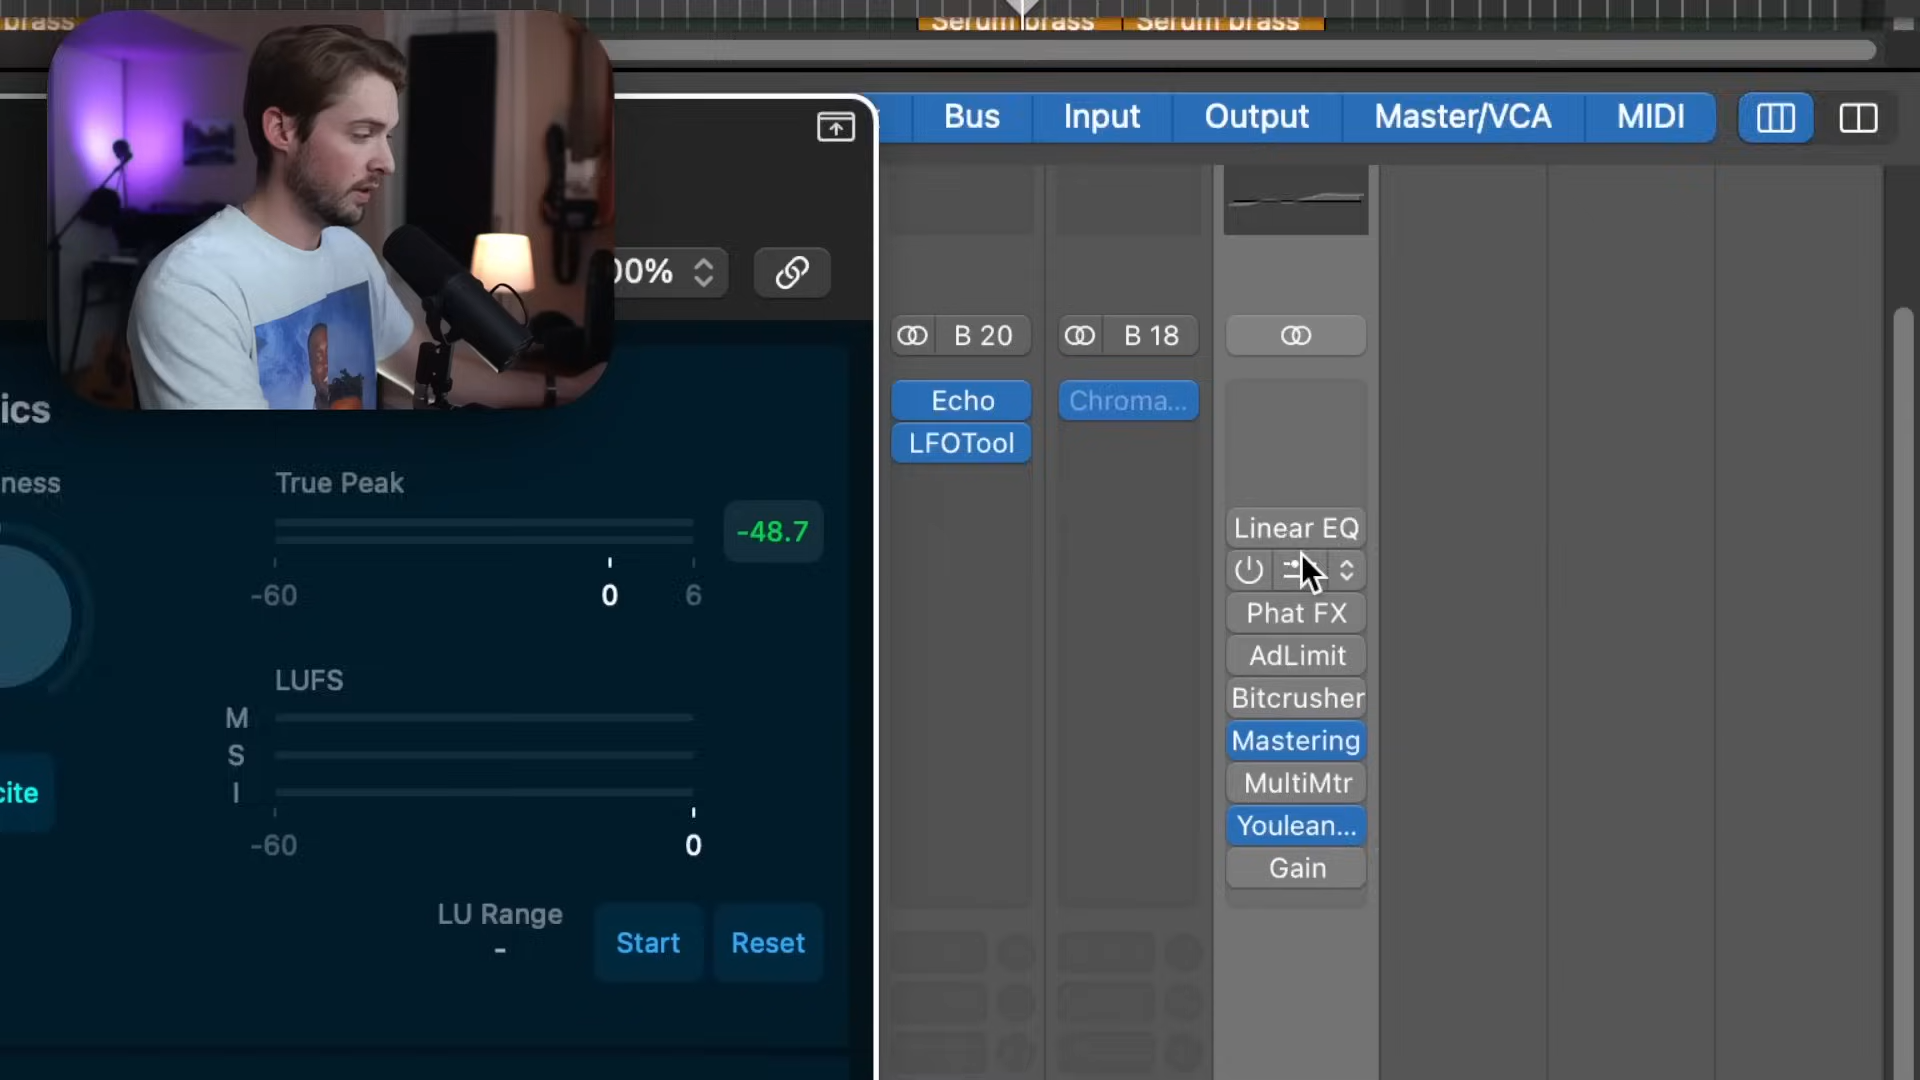 brass
Serum brass
Serum brass
Bus
Input
Output
Master/VCA
MIDI
00%
B 20
B 18
Echo
LFOTool
Chroma...
ics
ness
True Peak
-48.7
-60
0
6
LUFS
M
S
I
-60
0
cite
LU Range
-
Start
Reset
Linear EQ
Phat FX
AdLimit
Bitcrusher
Mastering
MultiMtr
Youlean...
Gain